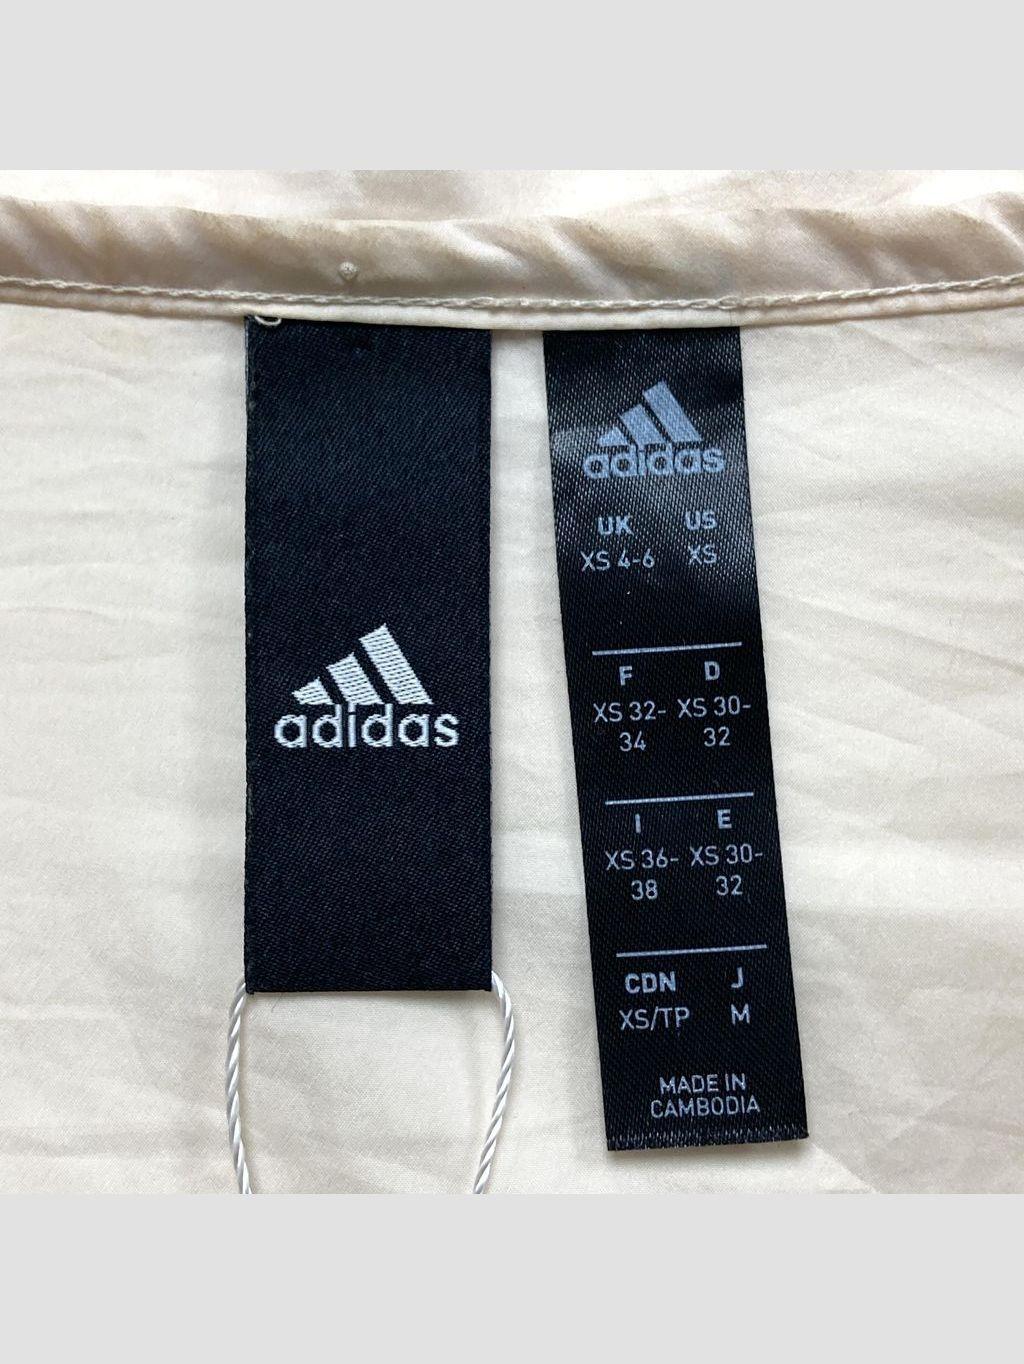 adidas
adidas
UK US
XS 4-6 XS
F D
XS 32- XS 30-
34 32
I E
XS 36- XS 30-
38 32
CDN J
XS/TP M
MADE IN
CAMBODIA